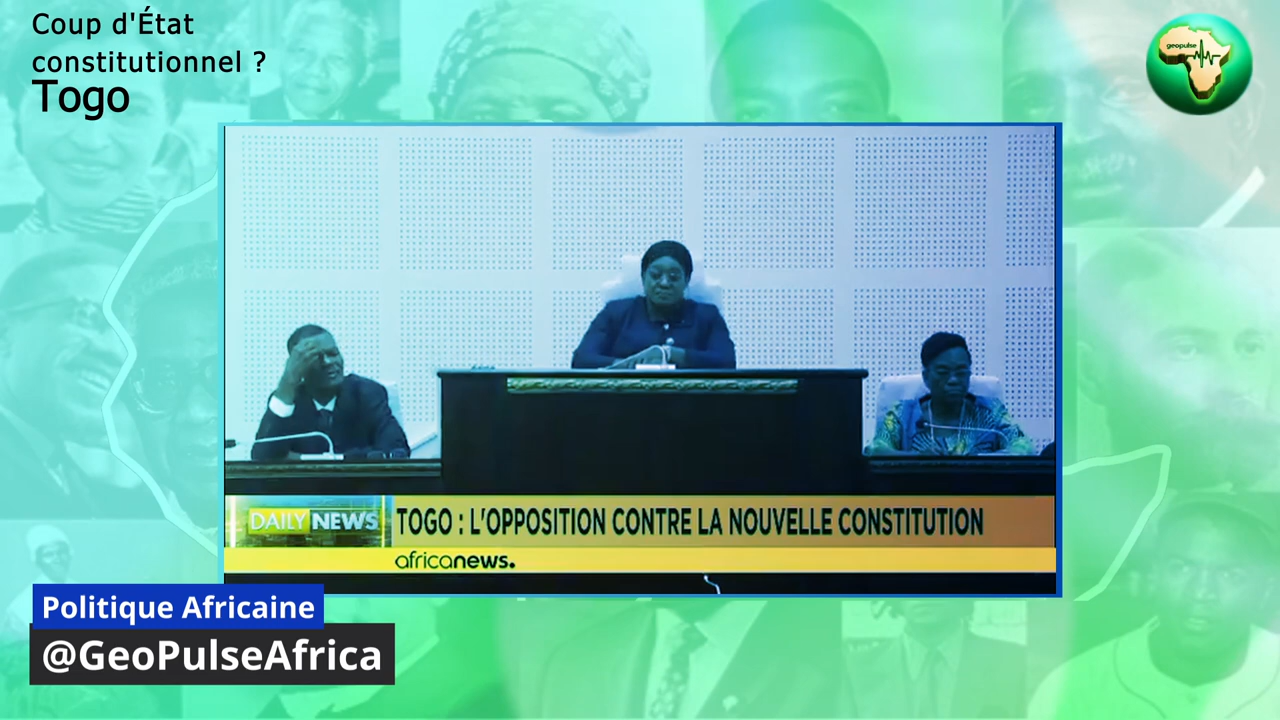 Coup d'État
constitutionnel ?
Togo
geopulse
DAILY NEWS
TOGO : L'OPPOSITION CONTRE LA NOUVELLE CONSTITUTION
africanews.
Politique Africaine
@GeoPulseAfrica